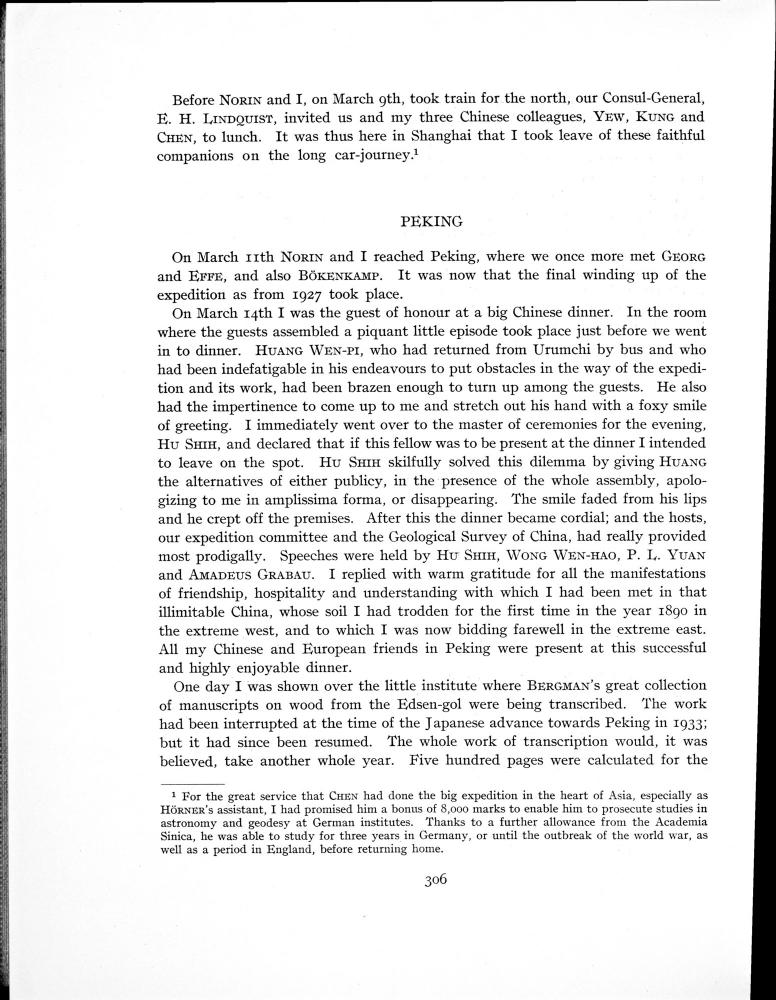 Before NORIN and I, on March 9th, took train for the north, our Consul-General,
E. H. LINDQUIST, invited us and my three Chinese colleagues, YEW, KUNG and
CHEN, to lunch. It was thus here in Shanghai that I took leave of these faithful
companions on the long car-journey.¹
PEKING
On March 11th NORIN and I reached Peking, where we once more met GEORG
and EFFE, and also BÖKENKAMP. It was now that the final winding up of the
expedition as from 1927 took place.
On March 14th I was the guest of honour at a big Chinese dinner. In the room
where the guests assembled a piquant little episode took place just before we went
in to dinner. HUANG WEN-PI, who had returned from Urumchi by bus and who
had been indefatigable in his endeavours to put obstacles in the way of the expedi-
tion and its work, had been brazen enough to turn up among the guests. He also
had the impertinence to come up to me and stretch out his hand with a foxy smile
of greeting. I immediately went over to the master of ceremonies for the evening,
HU SHIH, and declared that if this fellow was to be present at the dinner I intended
to leave on the spot. HU SHIH skilfully solved this dilemma by giving HUANG
the alternatives of either publicy, in the presence of the whole assembly, apolo-
gizing to me in amplissima forma, or disappearing. The smile faded from his lips
and he crept off the premises. After this the dinner became cordial; and the hosts,
our expedition committee and the Geological Survey of China, had really provided
most prodigally. Speeches were held by HU SHIH, WONG WEN-HAO, P. L. YUAN
and AMADEUS GRABAU. I replied with warm gratitude for all the manifestations
of friendship, hospitality and understanding with which I had been met in that
illimitable China, whose soil I had trodden for the first time in the year 1890 in
the extreme west, and to which I was now bidding farewell in the extreme east.
All my Chinese and European friends in Peking were present at this successful
and highly enjoyable dinner.
One day I was shown over the little institute where BERGMAN's great collection
of manuscripts on wood from the Edsen-gol were being transcribed. The work
had been interrupted at the time of the Japanese advance towards Peking in 1933;
but it had since been resumed. The whole work of transcription would, it was
believed, take another whole year. Five hundred pages were calculated for the
¹ For the great service that CHEN had done the big expedition in the heart of Asia, especially as
HÖRNER's assistant, I had promised him a bonus of 8,000 marks to enable him to prosecute studies in
astronomy and geodesy at German institutes. Thanks to a further allowance from the Academia
Sinica, he was able to study for three years in Germany, or until the outbreak of the world war, as
well as a period in England, before returning home.
306